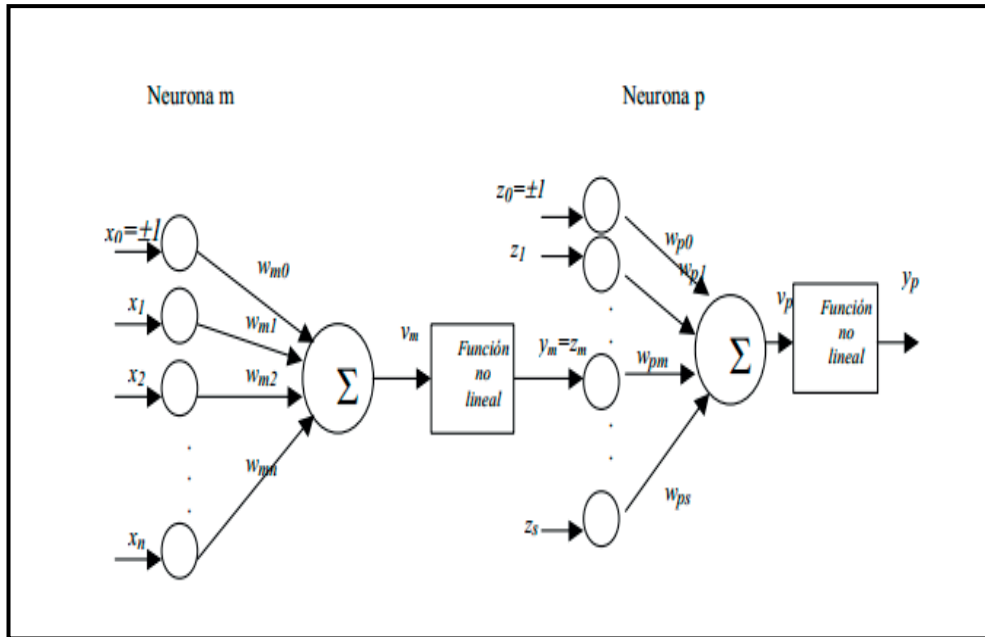 Neurona m
Neurona p
x0=±1
x1
x2
xn
wm0
wm1
wm2
wmn
Σ
vm
Función
no
lineal
ym=zm
z0=±1
z1
zs
wp0
wp1
wpm
wps
Σ
vp
Función
no
lineal
yp